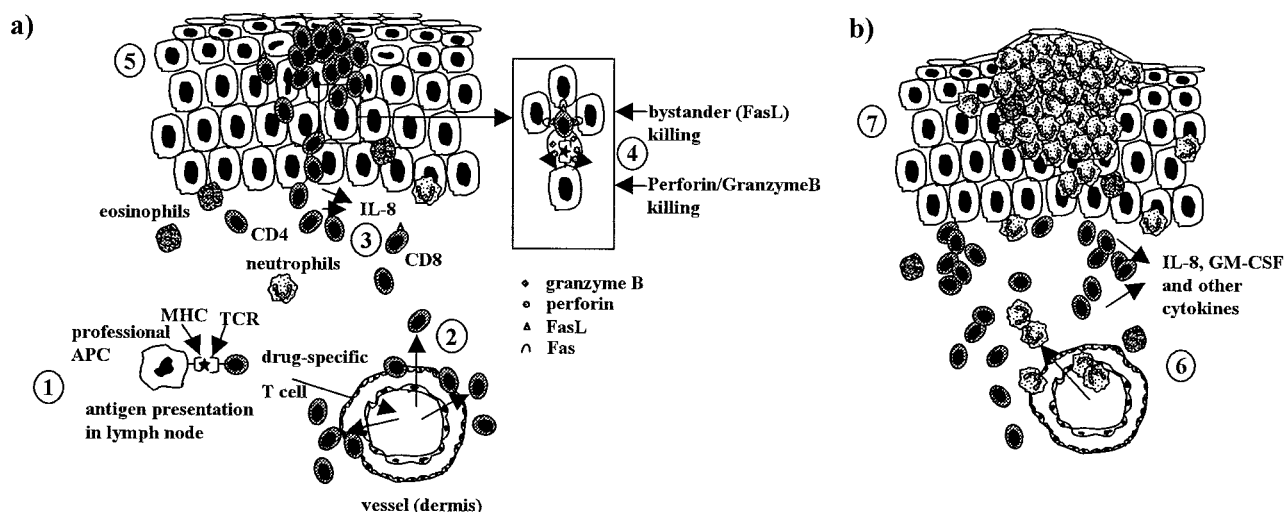 a)
5
bystander (FasL)
killing
4
Perforin/GranzymeB
killing
eosinophils
IL-8
CD4
3
CD8
neutrophils
granzyme B
perforin
FasL
Fas
MHC
TCR
professional
APC
1
antigen presentation
in lymph node
2
drug-specific
T cell
vessel (dermis)
b)
7
IL-8, GM-CSF
and other
cytokines
6